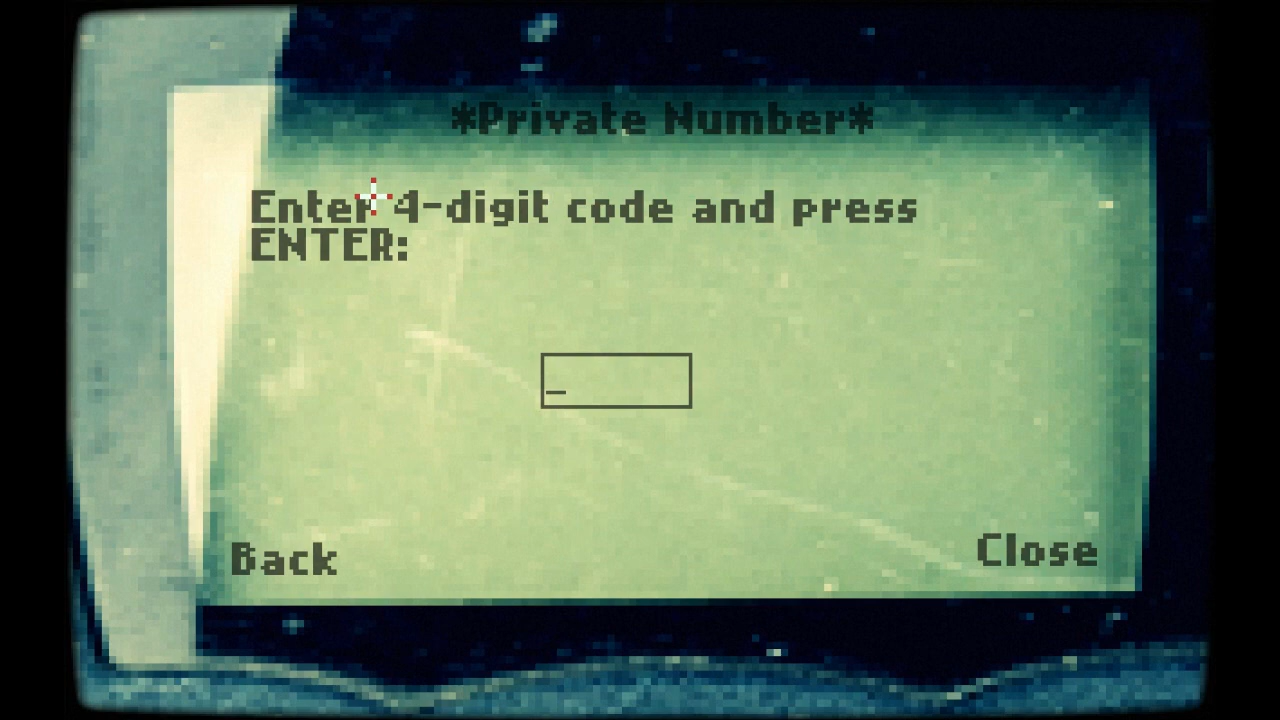 *Private Number*
Enter 4-digit code and press
ENTER:
_
Back
Close